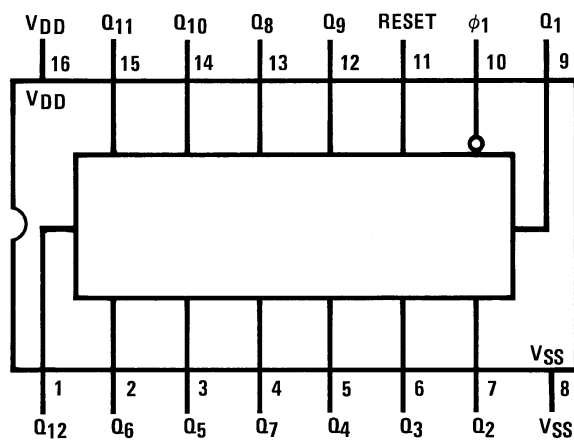 VDD Q11 Q10 Q8 Q9 RESET ϕ1 Q1
16 15 14 13 12 11 10 9
VDD
VSS
1 2 3 4 5 6 7 8
Q12 Q6 Q5 Q7 Q4 Q3 Q2 VSS